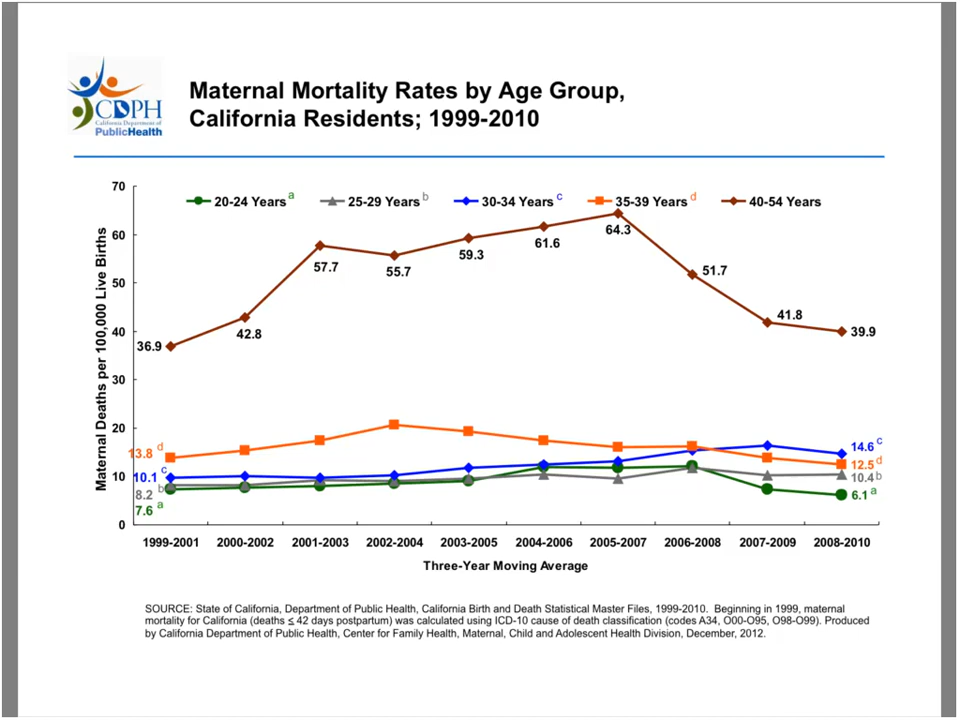 CDPH
California Department of
PublicHealth
Maternal Mortality Rates by Age Group,
California Residents; 1999-2010
Maternal Deaths per 100,000 Live Births
70
60
50
40
30
20
10
0
20-24 Years a
25-29 Years b
30-34 Years c
35-39 Years d
40-54 Years
36.9
42.8
57.7
55.7
59.3
61.6
64.3
51.7
41.8
39.9
13.8 d
10.1 c
8.2 b
7.6 a
14.6 c
12.5 d
10.4 b
6.1 a
1999-2001
2000-2002
2001-2003
2002-2004
2003-2005
2004-2006
2005-2007
2006-2008
2007-2009
2008-2010
Three-Year Moving Average
SOURCE: State of California, Department of Public Health, California Birth and Death Statistical Master Files, 1999-2010. Beginning in 1999, maternal
mortality for California (deaths ≤ 42 days postpartum) was calculated using ICD-10 cause of death classification (codes A34, O00-O95, O98-O99). Produced
by California Department of Public Health, Center for Family Health, Maternal, Child and Adolescent Health Division, December, 2012.